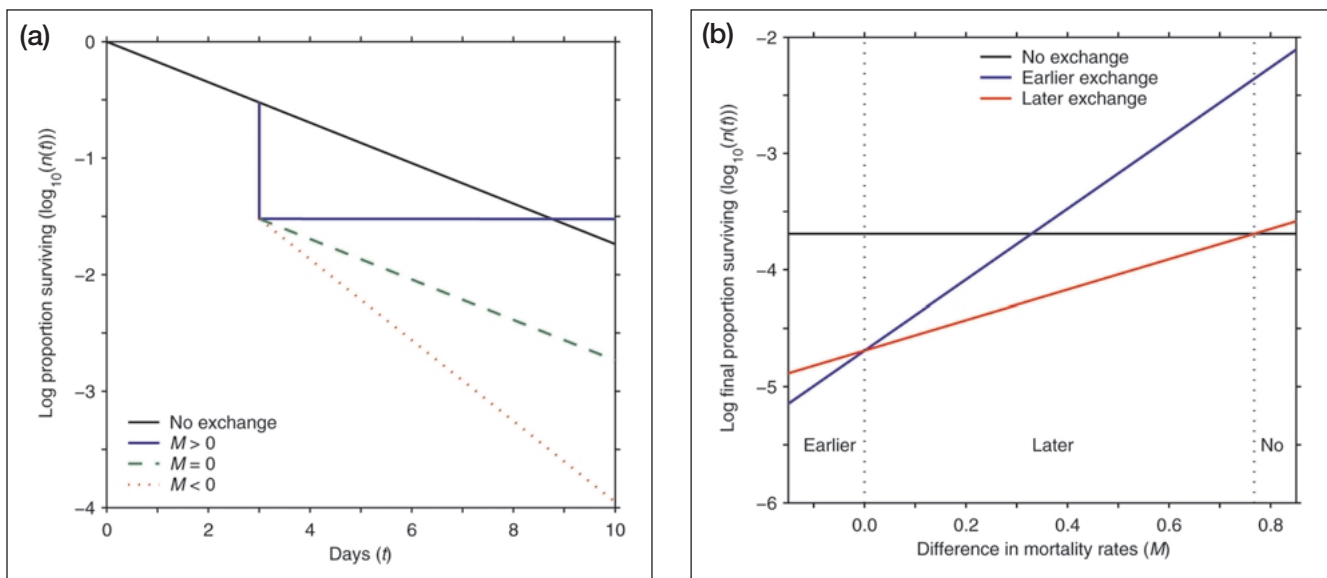 (a)
0
−1
−2
−3
−4
Log proportion surviving (log10(n(t)))
No exchange
M > 0
M = 0
M < 0
0 2 4 6 8 10
Days (t)
(b)
−2
−3
−4
−5
−6
Log final proportion surviving (log10(n(t)))
No exchange
Earlier exchange
Later exchange
Earlier Later No
0.0 0.2 0.4 0.6 0.8
Difference in mortality rates (M)